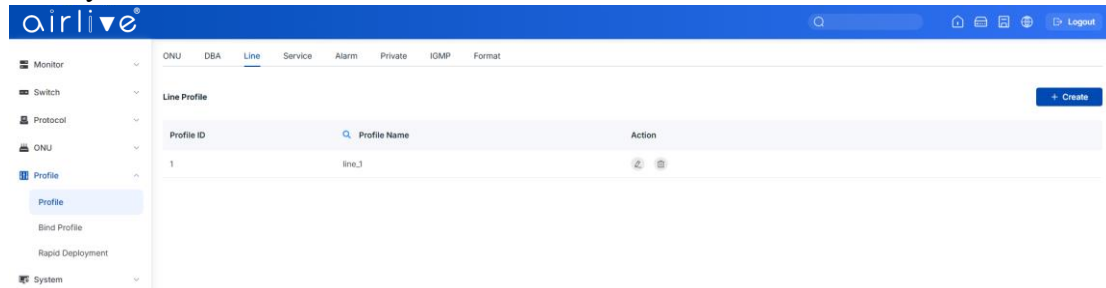 airlive®
Logout
Monitor
Switch
Protocol
ONU
Profile
Profile
Bind Profile
Rapid Deployment
System
ONU DBA Line Service Alarm Private IGMP Format
Line Profile + Create
Profile ID Profile Name Action
1 line_1